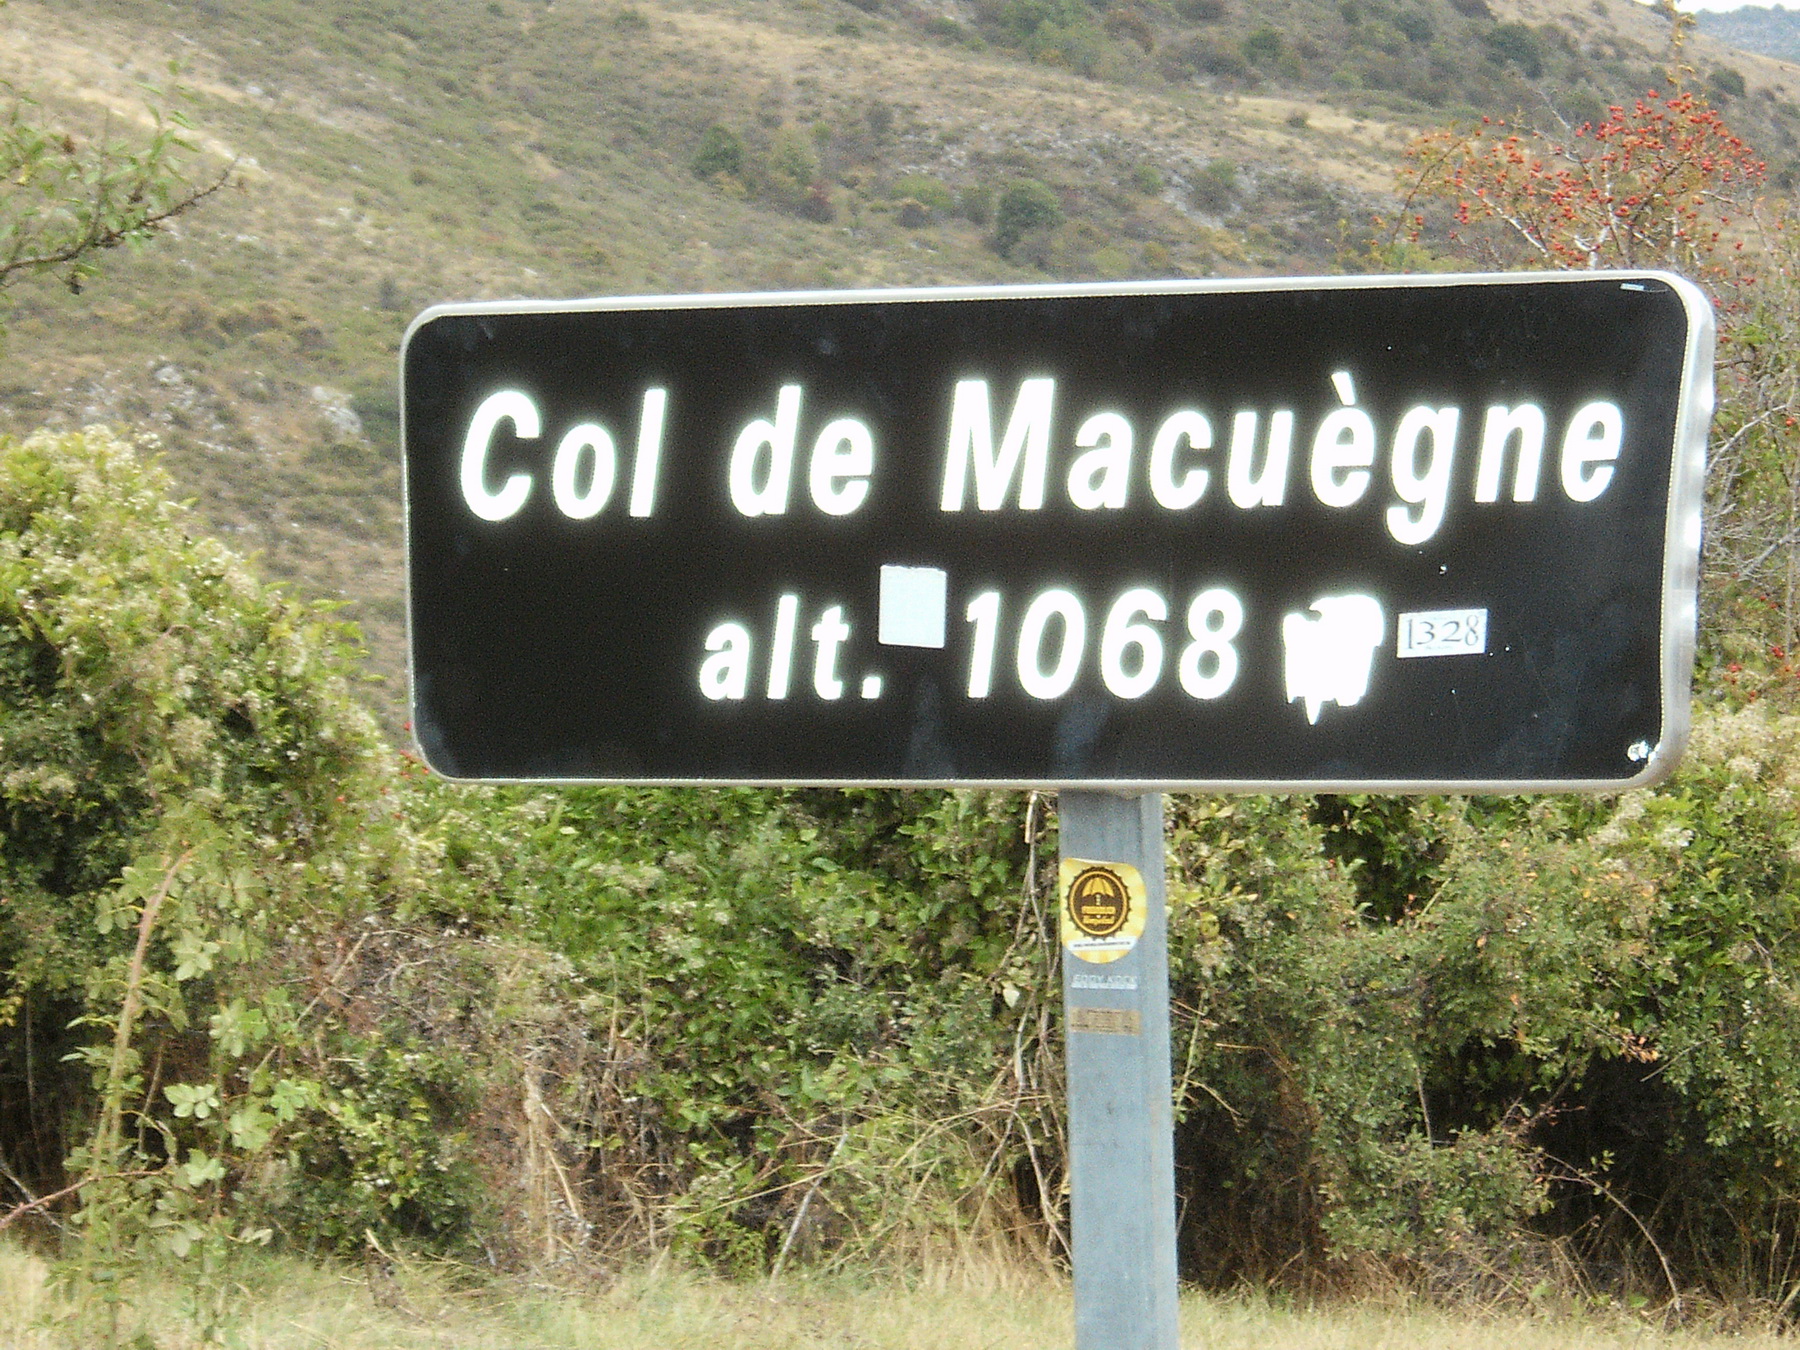 Col de Macuègne
alt. 1068
1328